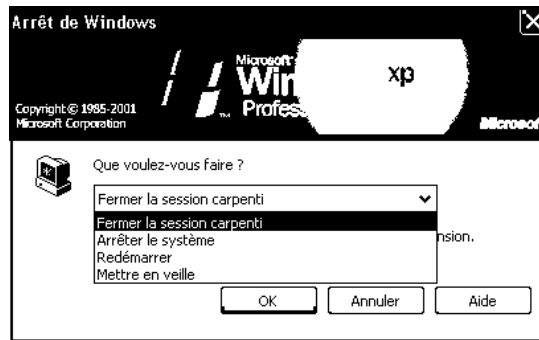 Arrêt de Windows
Microsoft
Win
xp
Profess
Copyright © 1985-2001
Microsoft Corporation
Microsof
Que voulez-vous faire ?
Fermer la session carpenti
Fermer la session carpenti
Arrêter le système
nsion.
Redémarrer
Mettre en veille
OK
Annuler
Aide